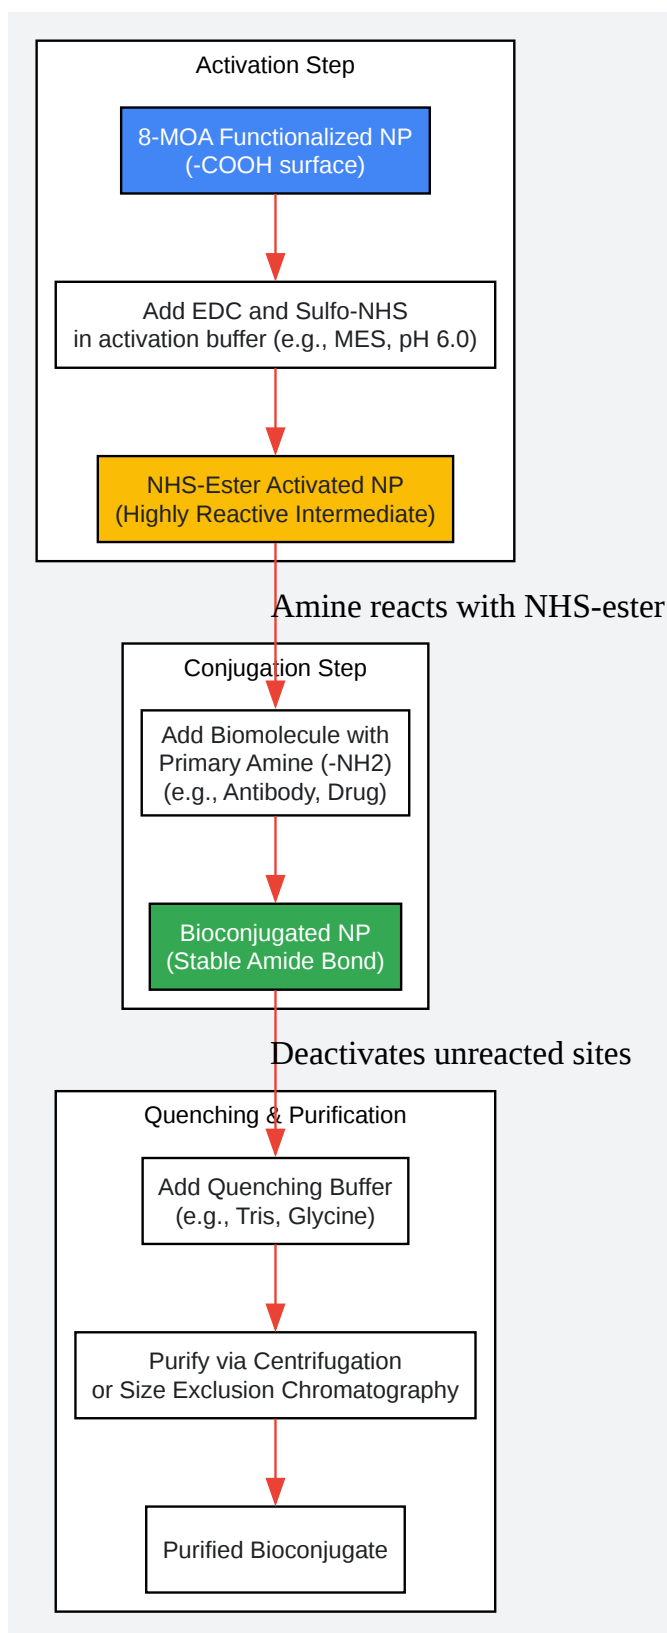 Activation Step
8-MOA Functionalized NP
(-COOH surface)
Add EDC and Sulfo-NHS
in activation buffer (e.g., MES, pH 6.0)
NHS-Ester Activated NP
(Highly Reactive Intermediate)
Amine reacts with NHS-ester
Conjugation Step
Add Biomolecule with
Primary Amine (-NH2)
(e.g., Antibody, Drug)
Bioconjugated NP
(Stable Amide Bond)
Deactivates unreacted sites
Quenching & Purification
Add Quenching Buffer
(e.g., Tris, Glycine)
Purify via Centrifugation
or Size Exclusion Chromatography
Purified Bioconjugate